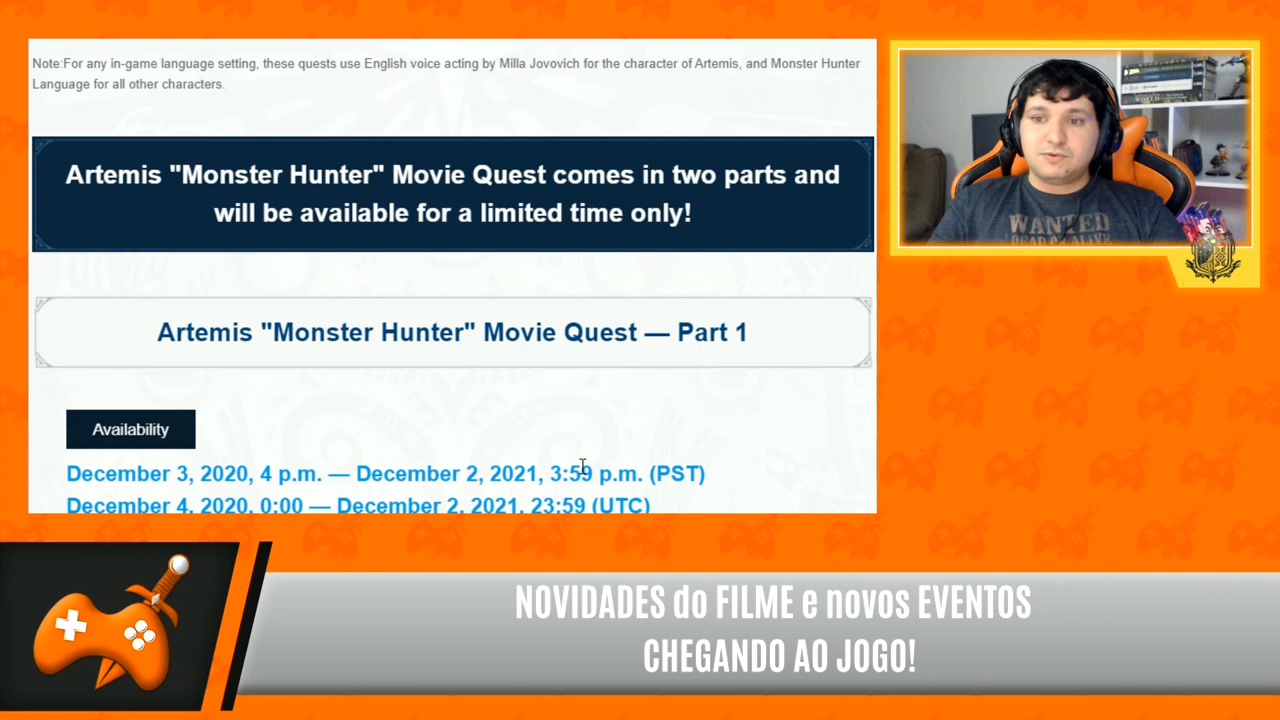 Note:For any in-game language setting, these quests use English voice acting by Milla Jovovich for the character of Artemis, and Monster Hunter
Language for all other characters.
Artemis "Monster Hunter" Movie Quest comes in two parts and
will be available for a limited time only!
Artemis "Monster Hunter" Movie Quest — Part 1
Availability
December 3, 2020, 4 p.m. — December 2, 2021, 3:59 p.m. (PST)
December 4, 2020, 0:00 — December 2, 2021, 23:59 (UTC)
WANTED
DEAD OR ALIVE
NOVIDADES do FILME e novos EVENTOS
CHEGANDO AO JOGO!